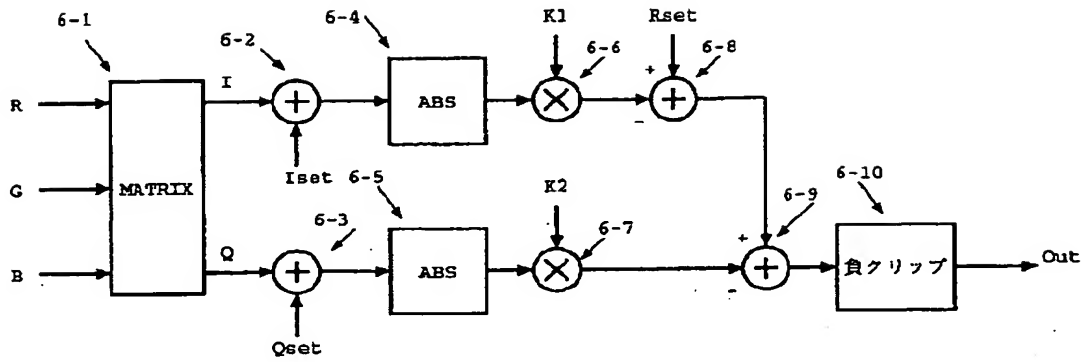 6-1
6-2
6-4
K1
Rset
6-6
6-8
R
I
+
ABS
×
+
-
+
Iset
G
MATRIX
6-5
K2
6-10
6-3
6-9
6-7
+
B
Q
+
ABS
×
-
+
負クリップ
Out
Qset